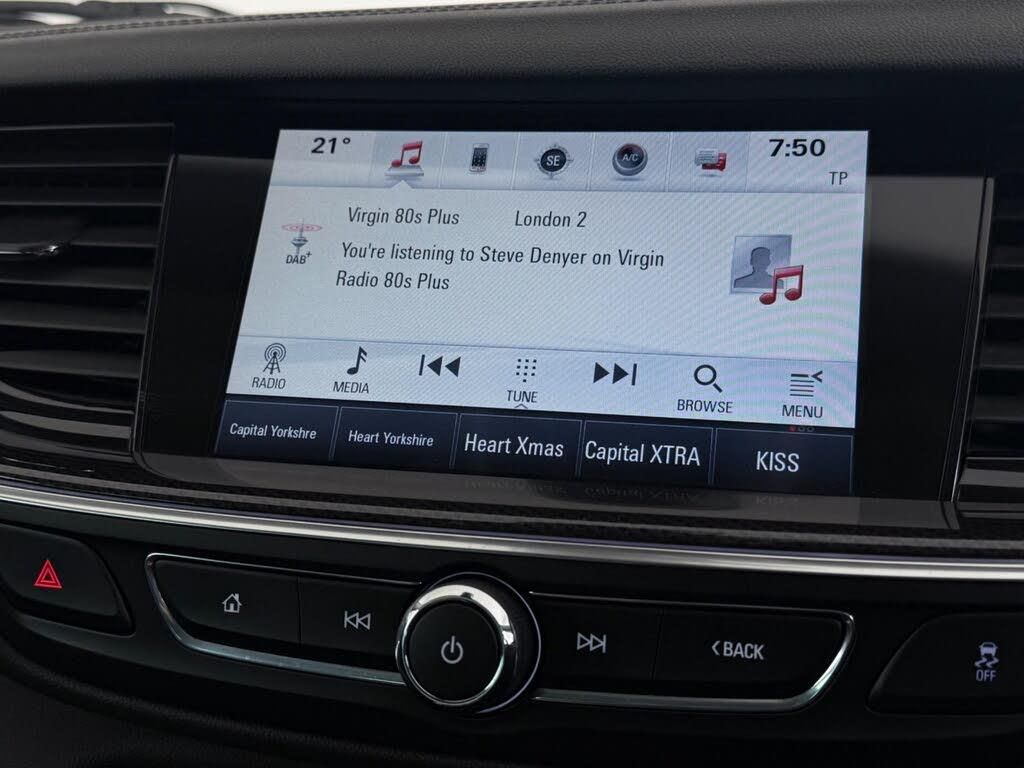 21°
SE
A/C
7:50
TP
Virgin 80s Plus London 2
DAB+
You're listening to Steve Denyer on Virgin
Radio 80s Plus
RADIO
MEDIA
TUNE
BROWSE
MENU
Capital Yorkshre
Heart Yorkshire
Heart Xmas
Capital XTRA
KISS
BACK
OFF